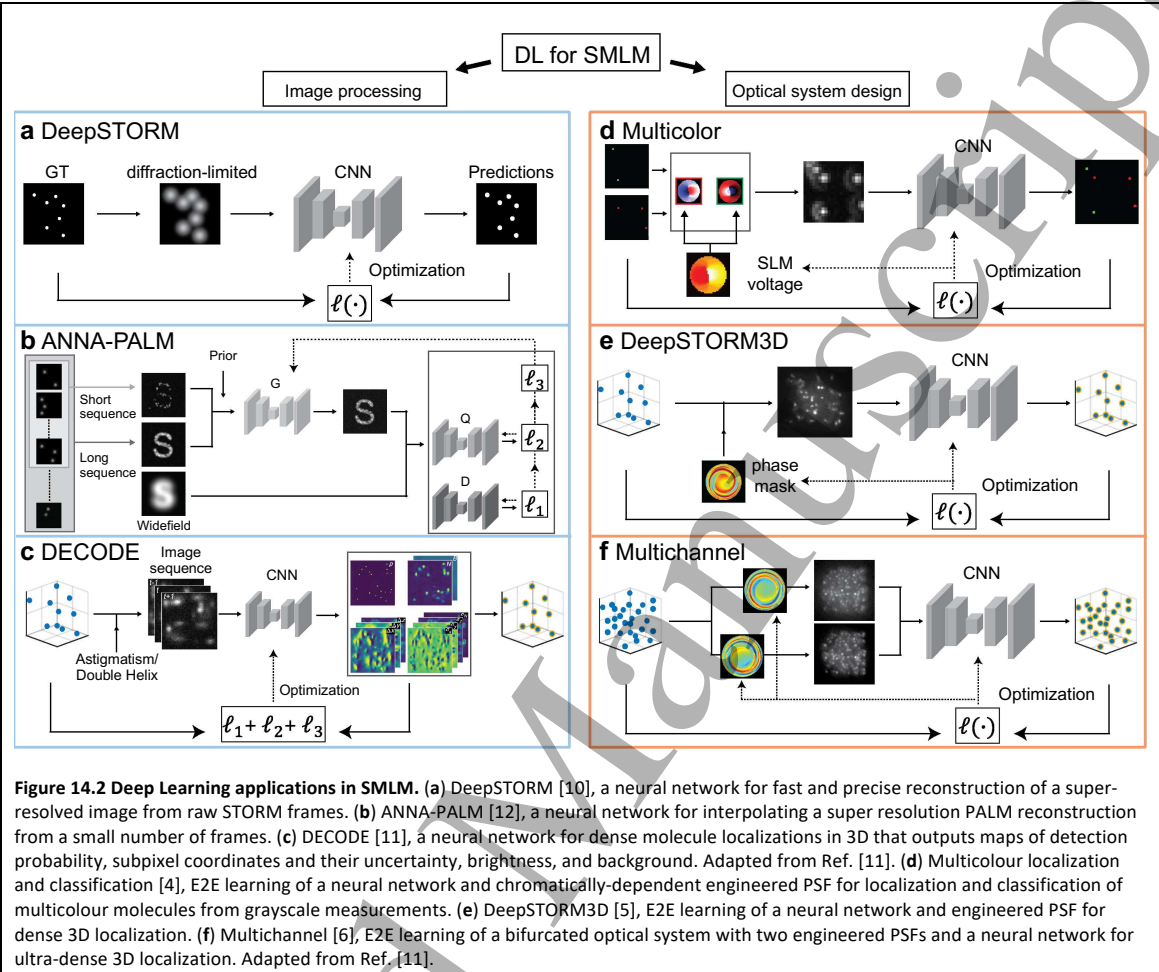 DL for SMLM
Image processing
Optical system design
a DeepSTORM
GT
diffraction-limited
CNN
Predictions
Optimization
ℓ(·)
b ANNA-PALM
Prior
G
Short
sequence
Long
sequence
Widefield
S
S
S
S
Q
D
ℓ3
ℓ2
ℓ1
c DECODE
Image
sequence
CNN
t-1
t
t+1
p
N
Astigmatism/
Double Helix
Optimization
ℓ1 + ℓ2 + ℓ3
d Multicolor
CNN
SLM
voltage
Optimization
ℓ(·)
e DeepSTORM3D
CNN
phase
mask
Optimization
ℓ(·)
f Multichannel
CNN
Optimization
ℓ(·)
Manuscrip
Figure 14.2 Deep Learning applications in SMLM. (a) DeepSTORM [10], a neural network for fast and precise reconstruction of a super-
resolved image from raw STORM frames. (b) ANNA-PALM [12], a neural network for interpolating a super resolution PALM reconstruction
from a small number of frames. (c) DECODE [11], a neural network for dense molecule localizations in 3D that outputs maps of detection
probability, subpixel coordinates and their uncertainty, brightness, and background. Adapted from Ref. [11]. (d) Multicolour localization
and classification [4], E2E learning of a neural network and chromatically-dependent engineered PSF for localization and classification of
multicolour molecules from grayscale measurements. (e) DeepSTORM3D [5], E2E learning of a neural network and engineered PSF for
dense 3D localization. (f) Multichannel [6], E2E learning of a bifurcated optical system with two engineered PSFs and a neural network for
ultra-dense 3D localization. Adapted from Ref. [11].